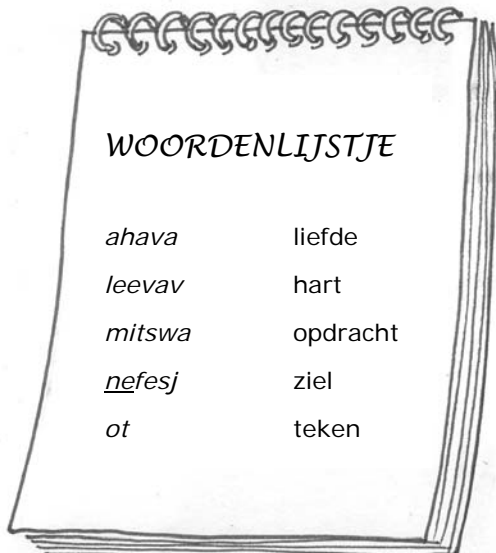 WOORDENLIJSTJE
ahava liefde
leevav hart
mitswa opdracht
nefesj ziel
ot teken